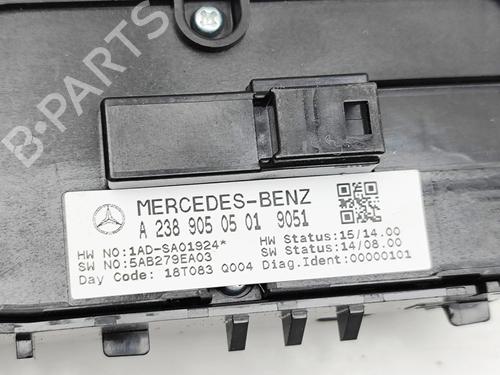 B-PARTS
MERCEDES-BENZ
A 238 905 05 01 9051
HW NO:1AD-SA01924* HW Status:15/14.00
SW NO:5AB279EA03 SW Status:14/08.00
Day Code: 18T083 Q004 Diag.Ident:00000101